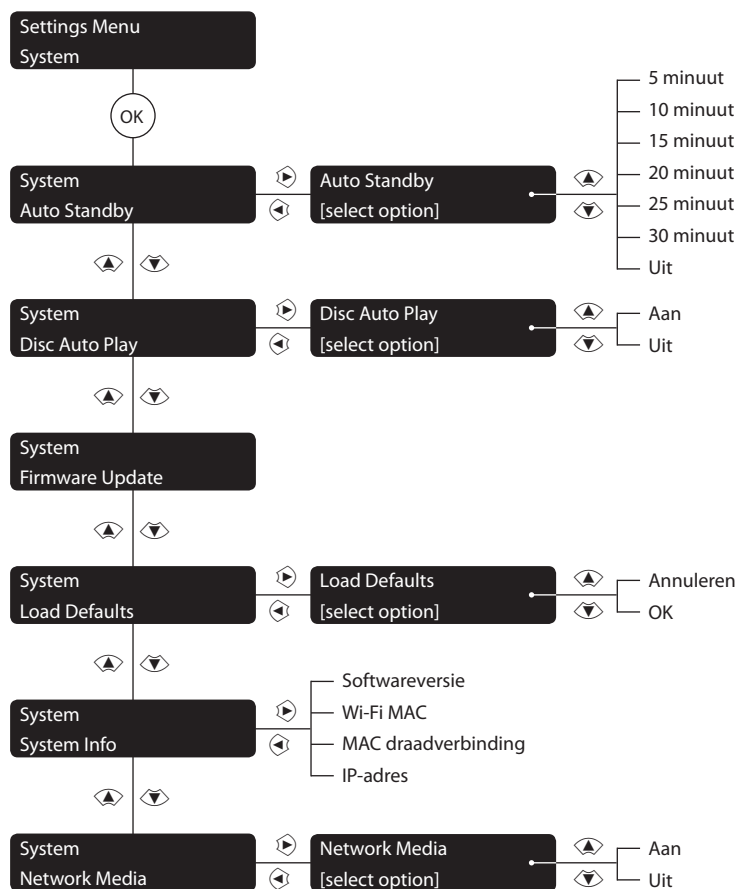 Settings Menu
System
OK
System
Auto Standby
Auto Standby
[select option]
5 minuut
10 minuut
15 minuut
20 minuut
25 minuut
30 minuut
Uit
System
Disc Auto Play
Disc Auto Play
[select option]
Aan
Uit
System
Firmware Update
System
Load Defaults
Load Defaults
[select option]
Annuleren
OK
System
System Info
Softwareversie
Wi-Fi MAC
MAC draadverbinding
IP-adres
System
Network Media
Network Media
[select option]
Aan
Uit